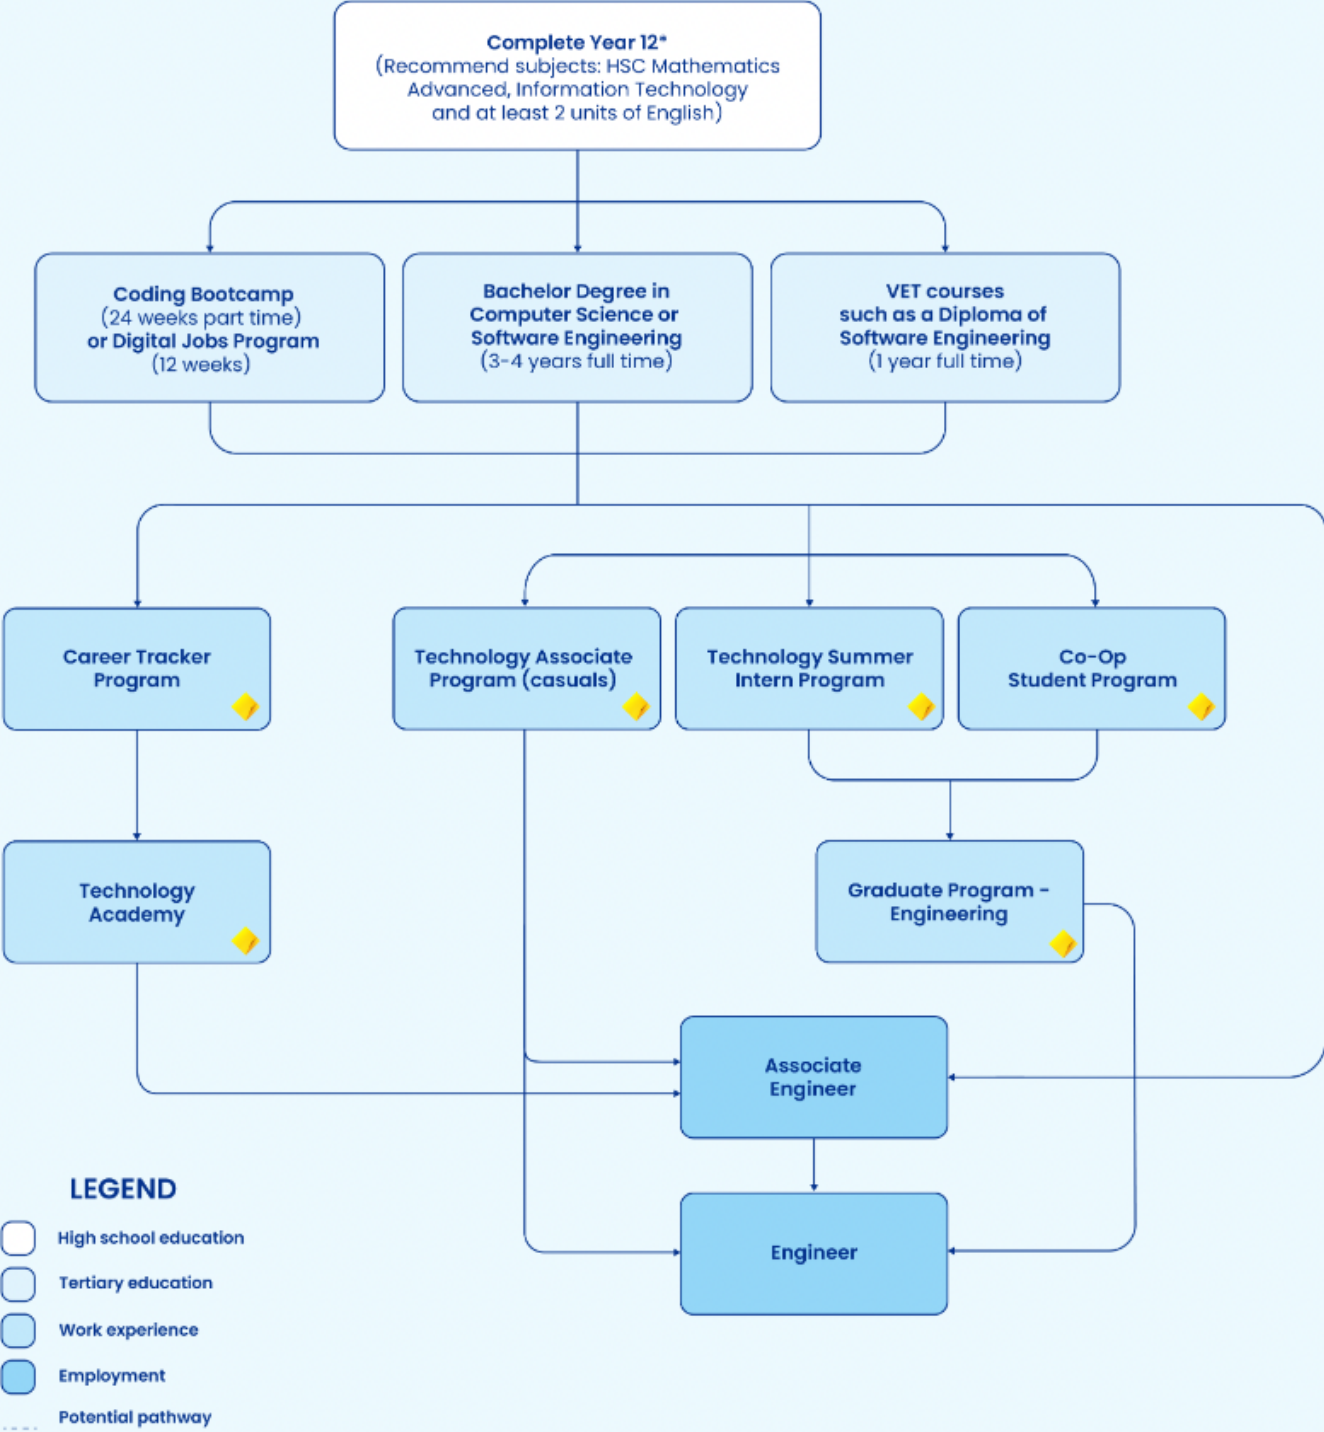 Complete Year 12*
(Recommend subjects: HSC Mathematics
Advanced, Information Technology
and at least 2 units of English)
Coding Bootcamp
(24 weeks part time)
or Digital Jobs Program
(12 weeks)
Bachelor Degree in
Computer Science or
Software Engineering
(3-4 years full time)
VET courses
such as a Diploma of
Software Engineering
(1 year full time)
Career Tracker
Program
Technology Associate
Program (casuals)
Technology Summer
Intern Program
Co-Op
Student Program
Technology
Academy
Graduate Program -
Engineering
Associate
Engineer
Engineer
LEGEND
High school education
Tertiary education
Work experience
Employment
Potential pathway